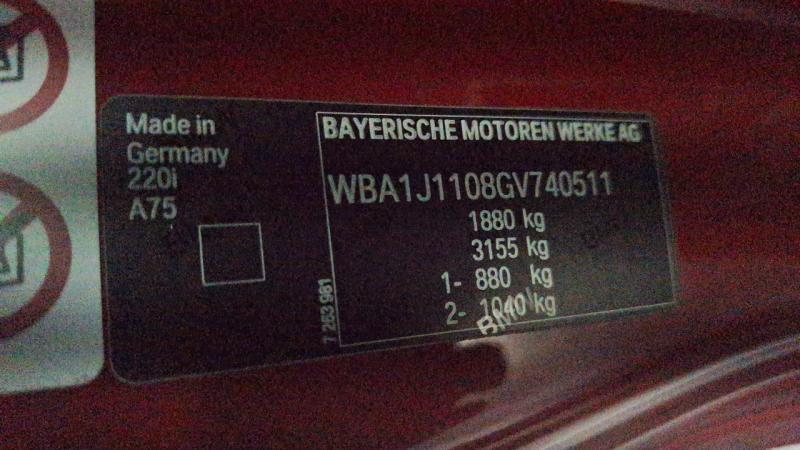 Made in
Germany
220i
A75
7 263 981
BAYERISCHE MOTOREN WERKE AG
WBA1J1108GV740511
1880 kg
3155 kg
1- 880 kg
2- 1040 kg